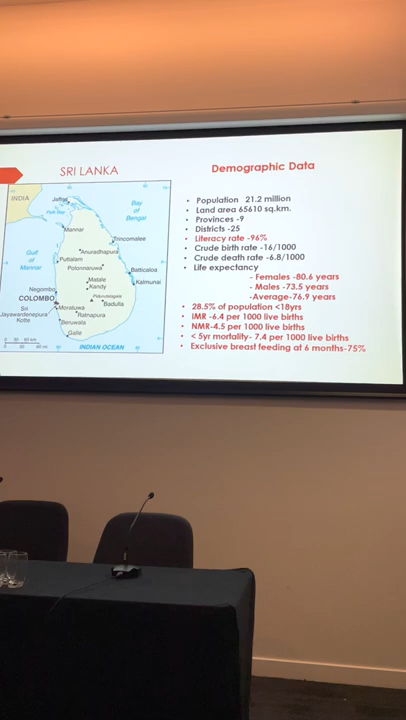 SRI LANKA
Demographic Data
INDIA
Jaffna
Palk Bay
Bay
of
Bengal
Mannar
Trincomalee
Gulf
of
Mannar
Anuradhapura
Puttalam
Polonnaruwa
Batticaloa
Matale
Kalmunai
Kandy
Negombo
COLOMBO
Badulla
Sri
Jayawardenepura
Kotte
Moratuwa
Ratnapura
Beruwala
Galle
INDIAN OCEAN
• Population 21.2 million
• Land area 65610 sq.km.
• Provinces -9
• Districts -25
• Literacy rate -96%
• Crude birth rate -16/1000
• Crude death rate -6.8/1000
• Life expectancy
- Females -80.6 years
- Males -73.5 years
-Average-76.9 years
• 28.5% of population <18yrs
• IMR -6.4 per 1000 live births
• NMR-4.5 per 1000 live births
• < 5yr mortality- 7.4 per 1000 live births
• Exclusive breast feeding at 6 months-75%